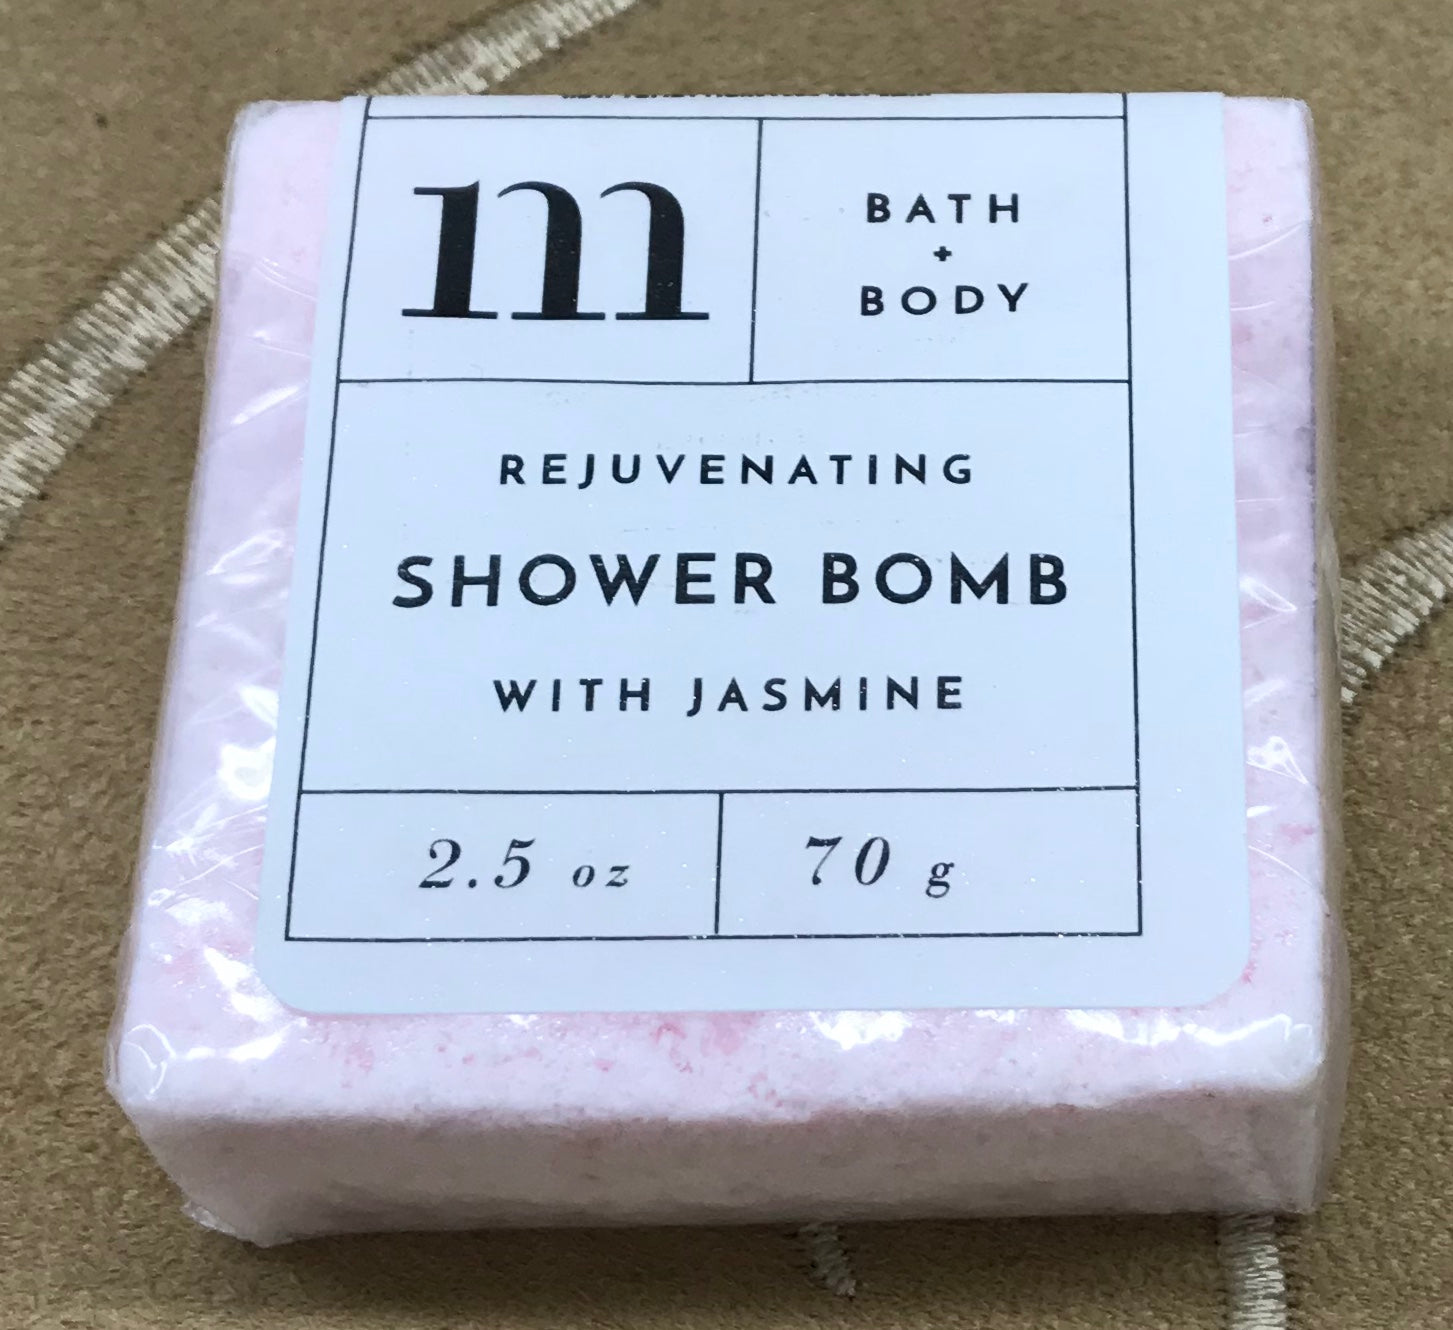 m
BATH
+
BODY
REJUVENATING
SHOWER BOMB
WITH JASMINE
2.5 oz
70 g